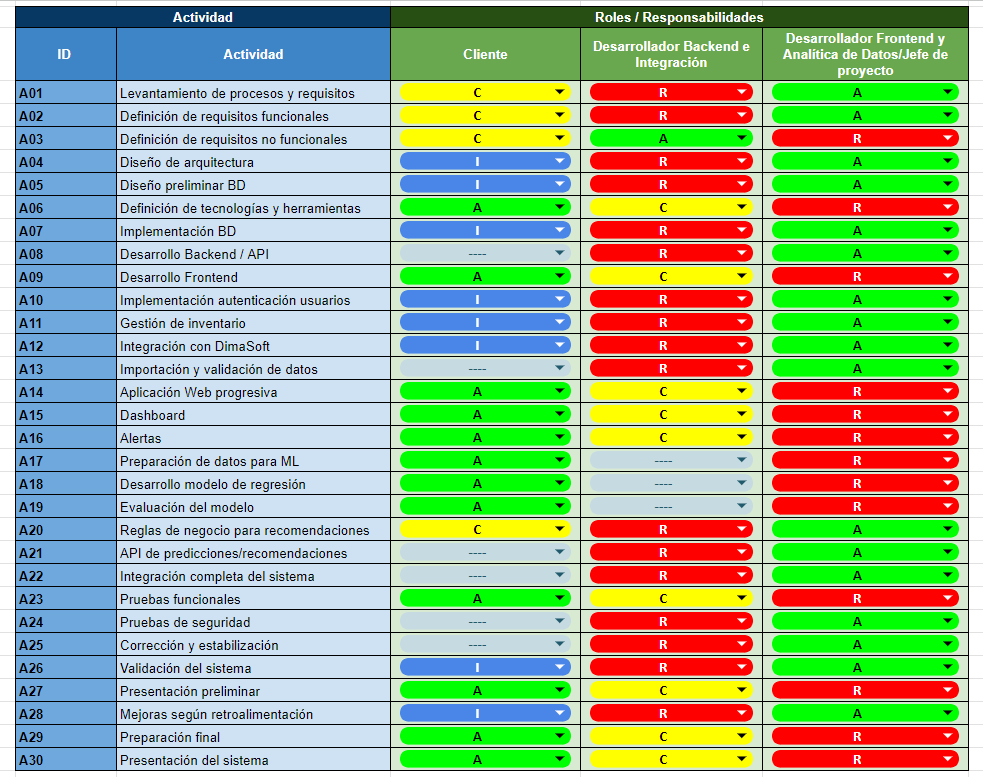 Actividad Roles / Responsabilidades
ID Actividad Cliente Desarrollador Backend e Integración Desarrollador Frontend y Analítica de Datos/Jefe de proyecto
A01 Levantamiento de procesos y requisitos C R A
A02 Definición de requisitos funcionales C R A
A03 Definición de requisitos no funcionales C A R
A04 Diseño de arquitectura I R A
A05 Diseño preliminar BD I R A
A06 Definición de tecnologías y herramientas A C R
A07 Implementación BD I R A
A08 Desarrollo Backend / API ---- R A
A09 Desarrollo Frontend A C R
A10 Implementación autenticación usuarios I R A
A11 Gestión de inventario I R A
A12 Integración con DimaSoft I R A
A13 Importación y validación de datos ---- R A
A14 Aplicación Web progresiva A C R
A15 Dashboard A C R
A16 Alertas A C R
A17 Preparación de datos para ML A ---- R
A18 Desarrollo modelo de regresión A ---- R
A19 Evaluación del modelo A ---- R
A20 Reglas de negocio para recomendaciones C R A
A21 API de predicciones/recomendaciones ---- R A
A22 Integración completa del sistema ---- R A
A23 Pruebas funcionales A C R
A24 Pruebas de seguridad ---- R A
A25 Corrección y estabilización ---- R A
A26 Validación del sistema I R A
A27 Presentación preliminar A C R
A28 Mejoras según retroalimentación I R A
A29 Preparación final A C R
A30 Presentación del sistema A C R